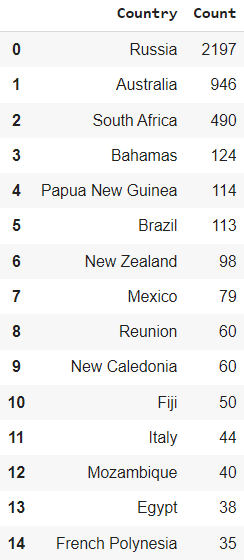 Country Count
0 Russia 2197
1 Australia 946
2 South Africa 490
3 Bahamas 124
4 Papua New Guinea 114
5 Brazil 113
6 New Zealand 98
7 Mexico 79
8 Reunion 60
9 New Caledonia 60
10 Fiji 50
11 Italy 44
12 Mozambique 40
13 Egypt 38
14 French Polynesia 35